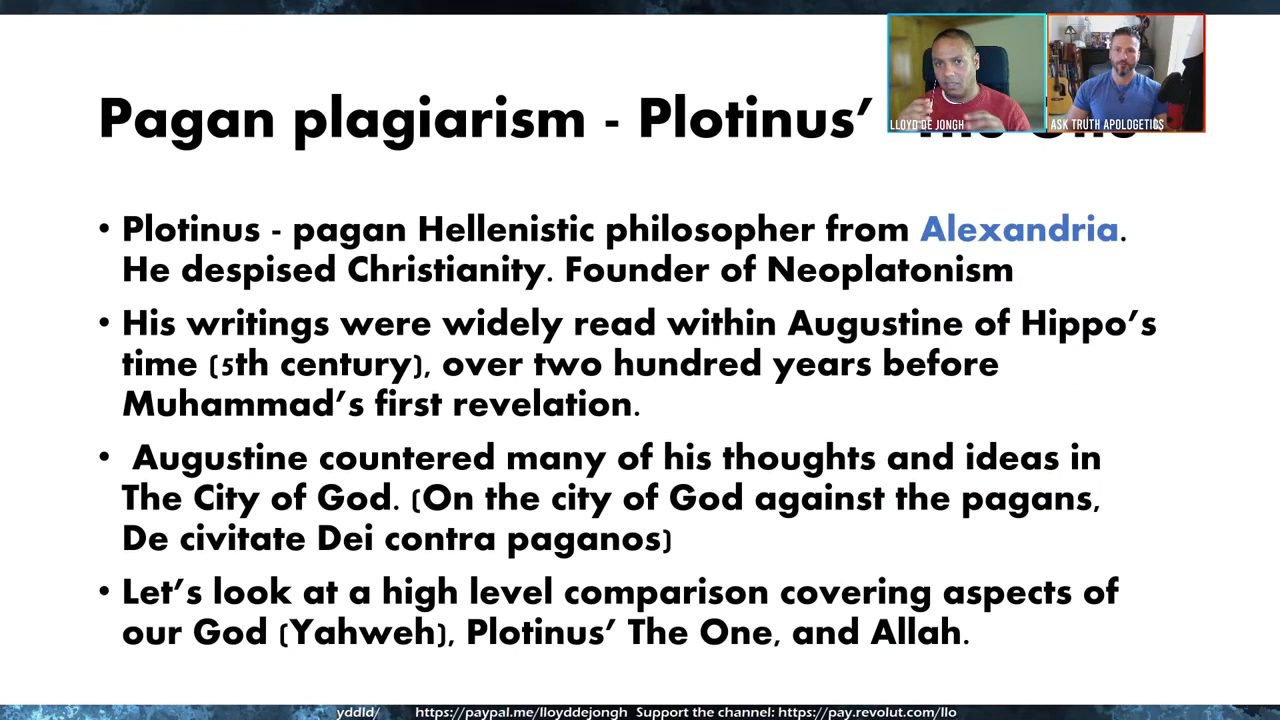 Pagan plagiarism - Plotinus’
LLOYD DE JONGH
ASK TRUTH APOLOGETICS
• Plotinus - pagan Hellenistic philosopher from Alexandria.
He despised Christianity. Founder of Neoplatonism
• His writings were widely read within Augustine of Hippo’s
time (5th century), over two hundred years before
Muhammad’s first revelation.
• Augustine countered many of his thoughts and ideas in
The City of God. (On the city of God against the pagans,
De civitate Dei contra paganos)
• Let’s look at a high level comparison covering aspects of
our God (Yahweh), Plotinus’ The One, and Allah.
yddld/ https://paypal.me/lloyddejongh Support the channel: https://pay.revolut.com/llo